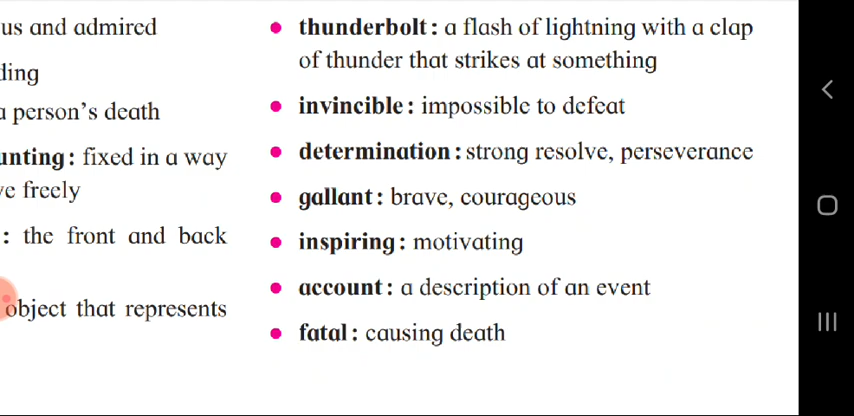 us and admired
ding
a person's death
unting : fixed in a way
ve freely
: the front and back
object that represents
• thunderbolt : a flash of lightning with a clap
of thunder that strikes at something
• invincible : impossible to defeat
• determination : strong resolve, perseverance
• gallant : brave, courageous
• inspiring : motivating
• account : a description of an event
• fatal : causing death